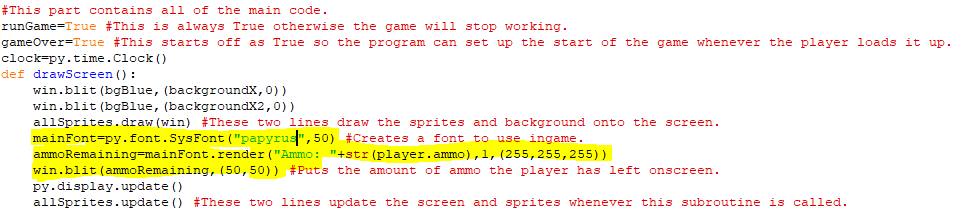 #This part contains all of the main code.
runGame=True #This is always True otherwise the game will stop working.
gameOver=True #This starts off as True so the program can set up the start of the game whenever the player loads it up.
clock=py.time.Clock()
def drawScreen():
    win.blit(bgBlue,(backgroundX,0))
    win.blit(bgBlue,(backgroundX2,0))
    allSprites.draw(win) #These two lines draw the sprites and background onto the screen.
    mainFont=py.font.SysFont("papyrus",50) #Creates a font to use ingame.
    ammoRemaining=mainFont.render("Ammo: "+str(player.ammo),1,(255,255,255))
    win.blit(ammoRemaining,(50,50)) #Puts the amount of ammo the player has left onscreen.
    py.display.update()
    allSprites.update() #These two lines update the screen and sprites whenever this subroutine is called.